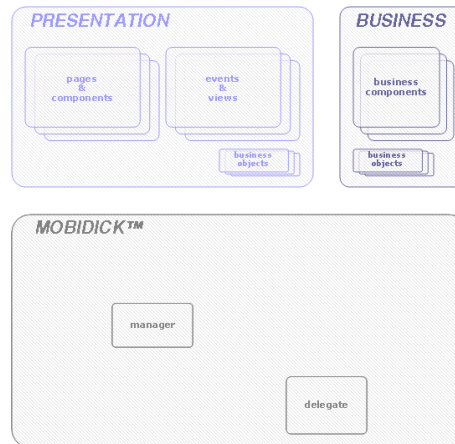 PRESENTATION
pages
&
components
events
&
views
business
objects
BUSINESS
business
components
business
objects
MOBIDICK™
manager
delegate